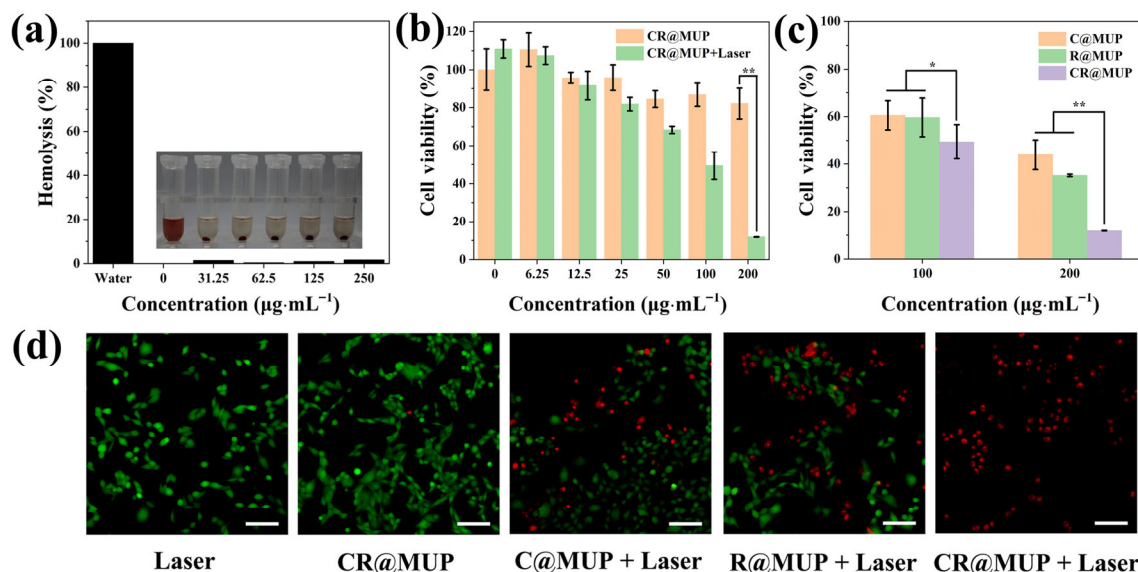 (a)
100
80
60
40
20
0
Hemolysis (%)
Water 0 31.25 62.5 125 250
Concentration (μg·mL⁻¹)
(b)
CR@MUP
CR@MUP+Laser
**
120
100
80
60
40
20
0
Cell viability (%)
0 6.25 12.5 25 50 100 200
Concentration (μg·mL⁻¹)
(c)
C@MUP
R@MUP
CR@MUP
*
**
100
80
60
40
20
0
Cell viability (%)
100 200
Concentration (μg·mL⁻¹)
(d)
Laser
CR@MUP
C@MUP + Laser
R@MUP + Laser
CR@MUP + Laser